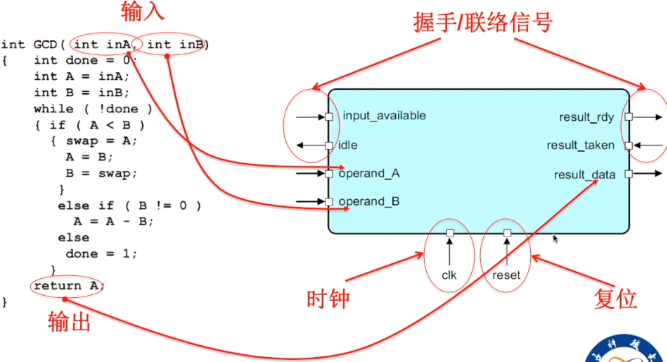 输入
握手/联络信号
int GCD( int inA, int inB)
{ int done = 0;
int A = inA;
int B = inB;
while ( !done )
{ if ( A < B )
{ swap = A;
A = B;
B = swap;
}
else if ( B != 0 )
A = A - B;
else
done = 1;
}
return A;
}
输出
input_available
idle
operand_A
operand_B
result_rdy
result_taken
result_data
clk
reset
时钟
复位